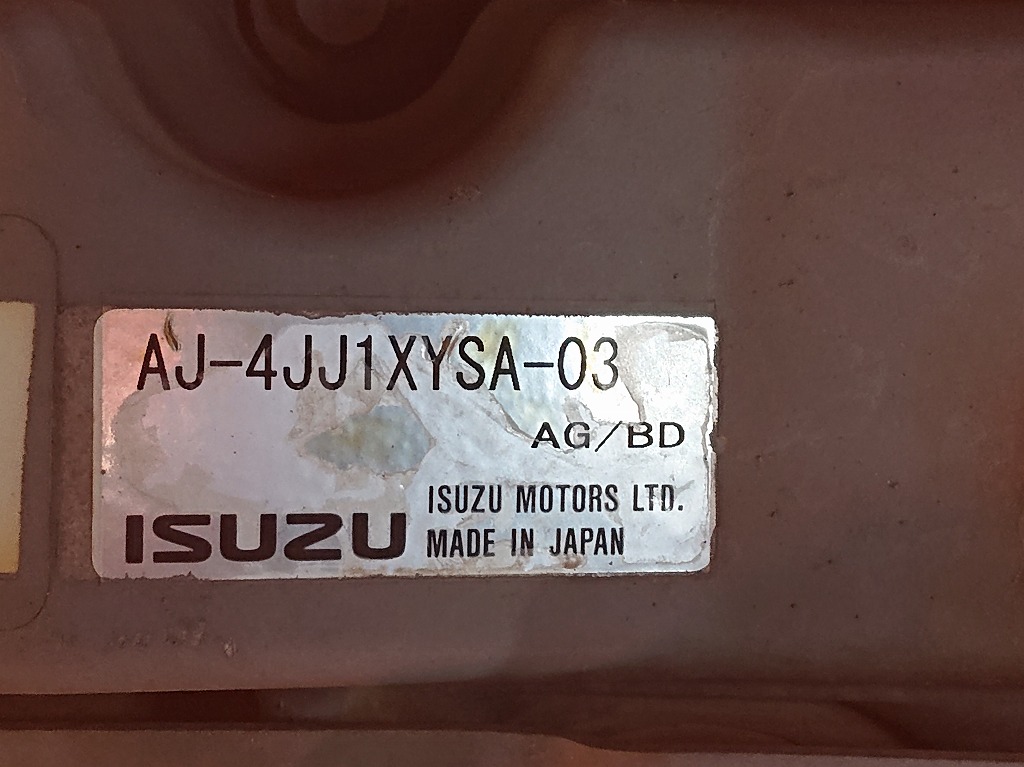 AJ-4JJ1XYSA-03
AG/BD
ISUZU MOTORS LTD.
ISUZU MADE IN JAPAN